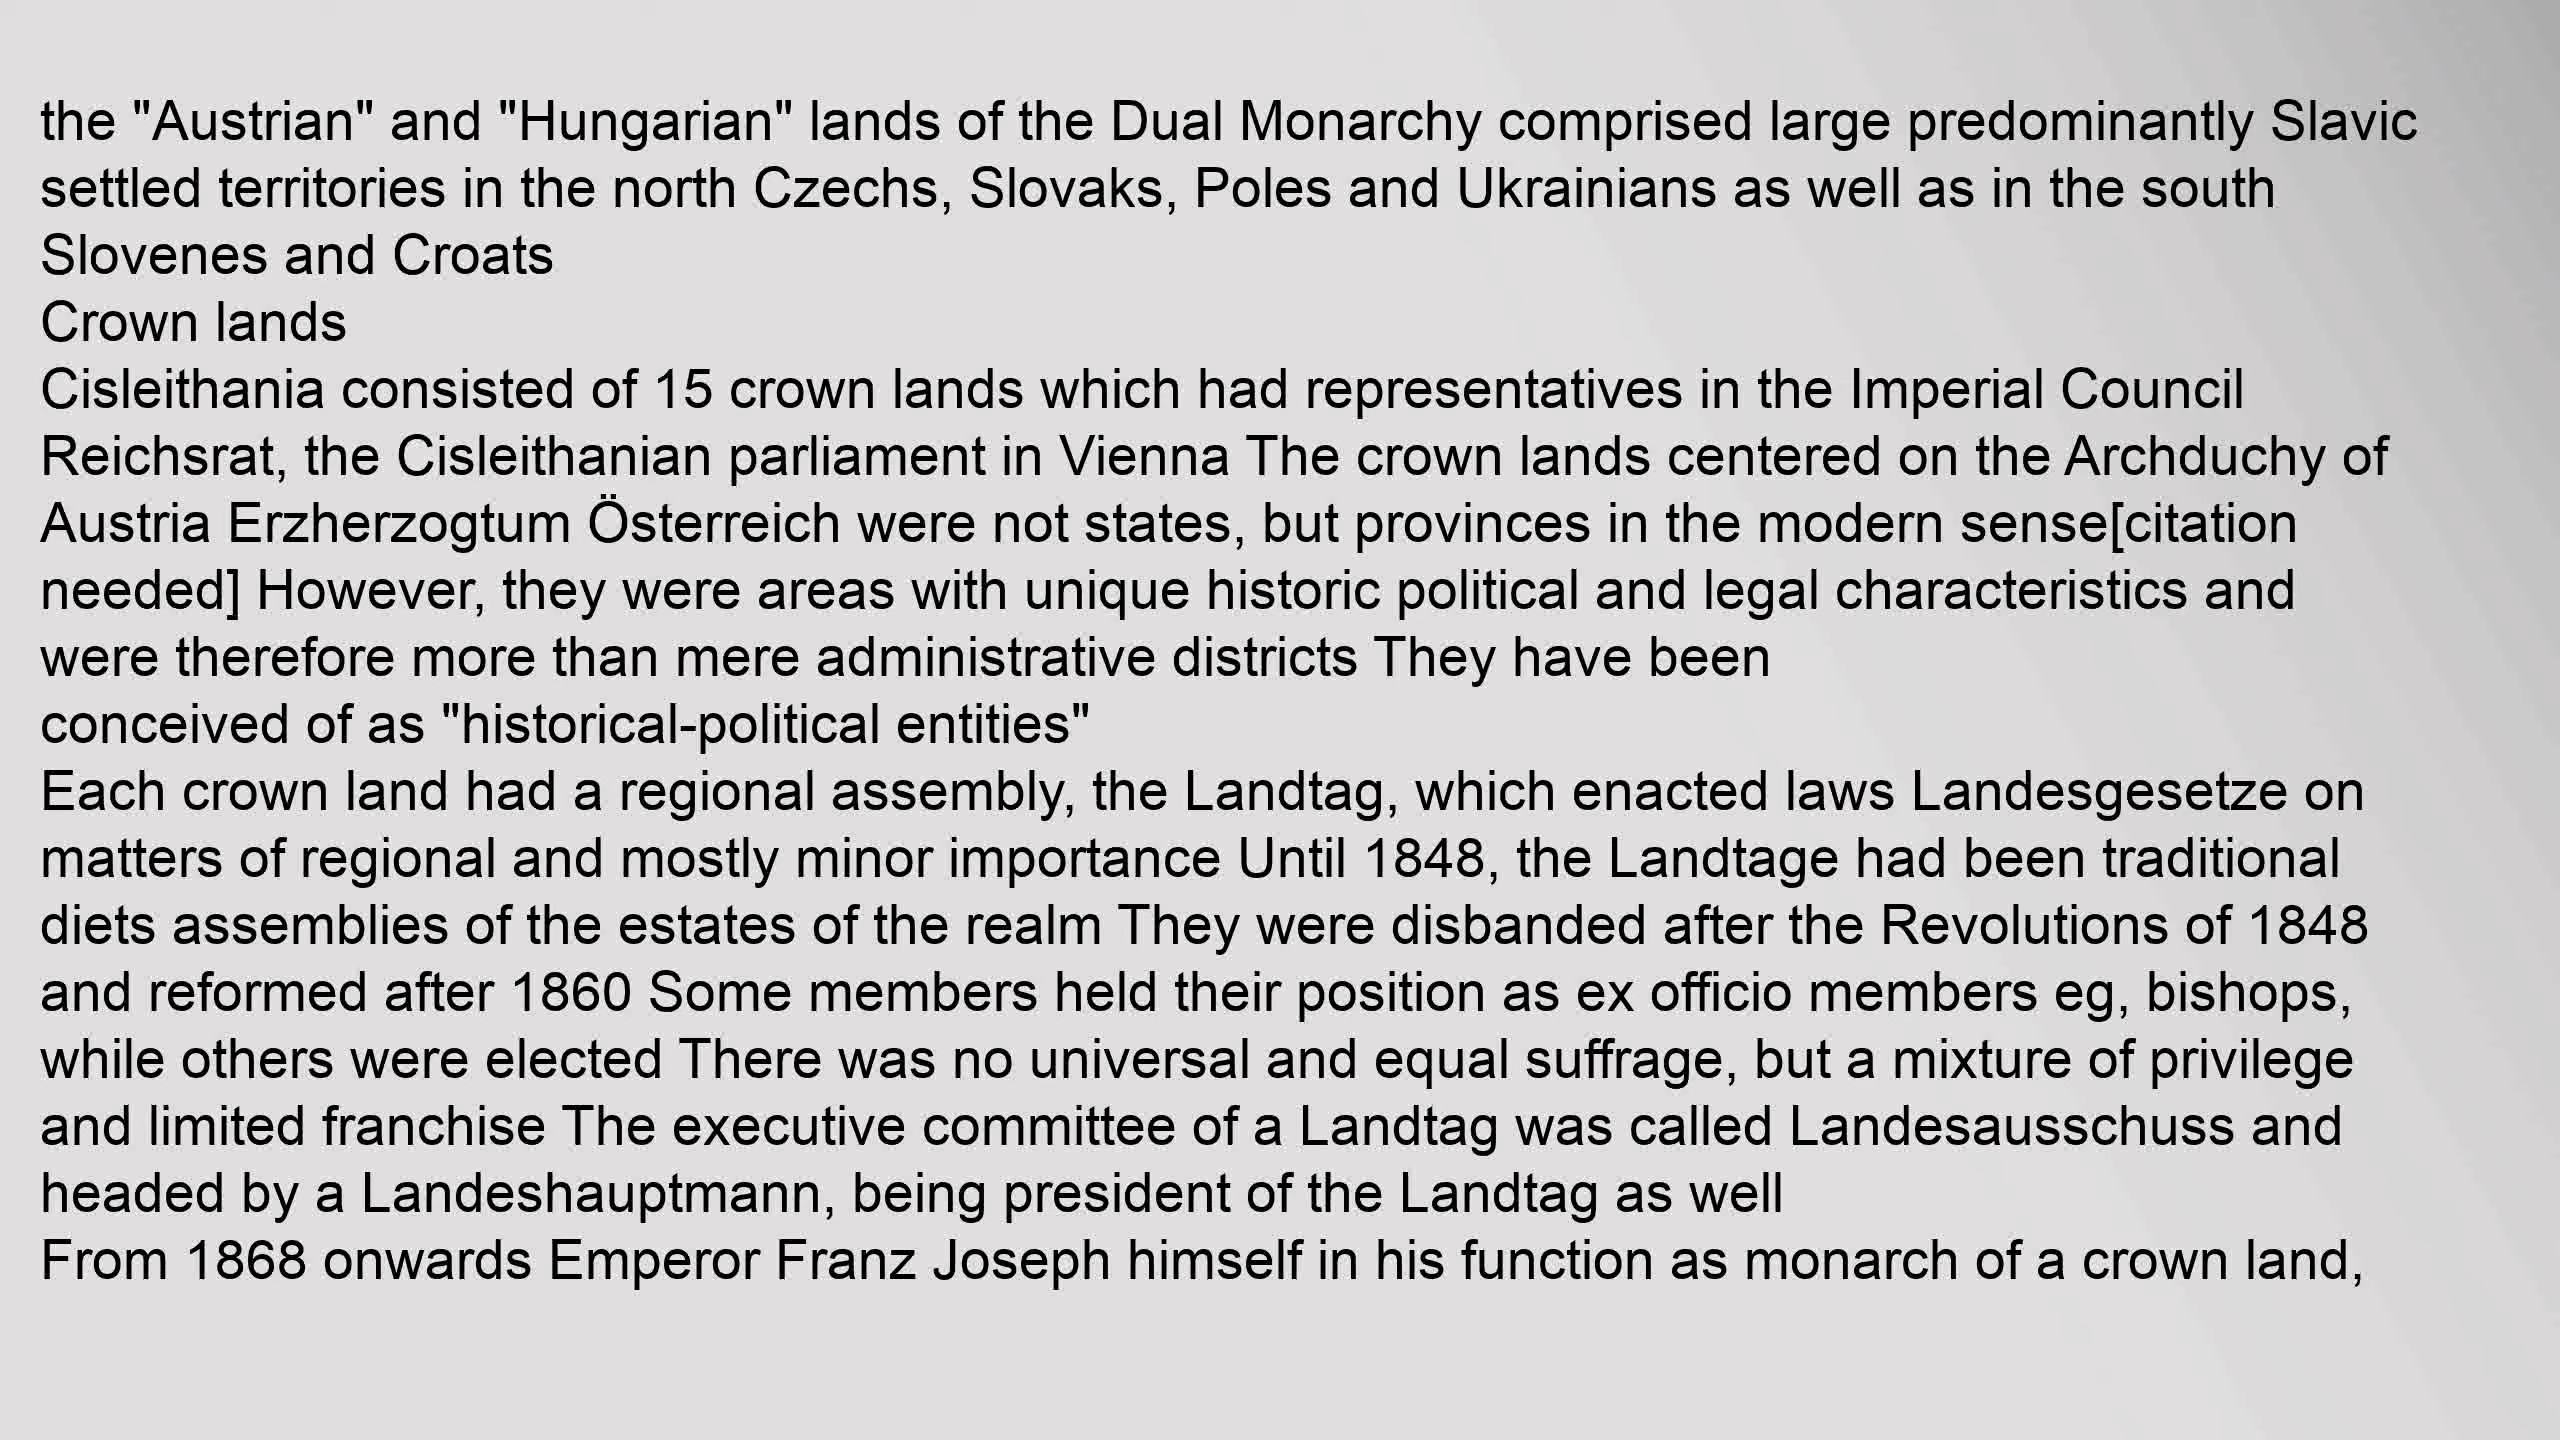 the "Austrian" and "Hungarian" lands of the Dual Monarchy comprised large predominantly Slavic
settled territories in the north Czechs, Slovaks, Poles and Ukrainians as well as in the south
Slovenes and Croats
Crown lands
Cisleithania consisted of 15 crown lands which had representatives in the Imperial Council
Reichsrat, the Cisleithanian parliament in Vienna The crown lands centered on the Archduchy of
Austria Erzherzogtum Österreich were not states, but provinces in the modern sense[citation
needed] However, they were areas with unique historic political and legal characteristics and
were therefore more than mere administrative districts They have been
conceived of as "historical-political entities"
Each crown land had a regional assembly, the Landtag, which enacted laws Landesgesetze on
matters of regional and mostly minor importance Until 1848, the Landtage had been traditional
diets assemblies of the estates of the realm They were disbanded after the Revolutions of 1848
and reformed after 1860 Some members held their position as ex officio members eg, bishops,
while others were elected There was no universal and equal suffrage, but a mixture of privilege
and limited franchise The executive committee of a Landtag was called Landesausschuss and
headed by a Landeshauptmann, being president of the Landtag as well
From 1868 onwards Emperor Franz Joseph himself in his function as monarch of a crown land,